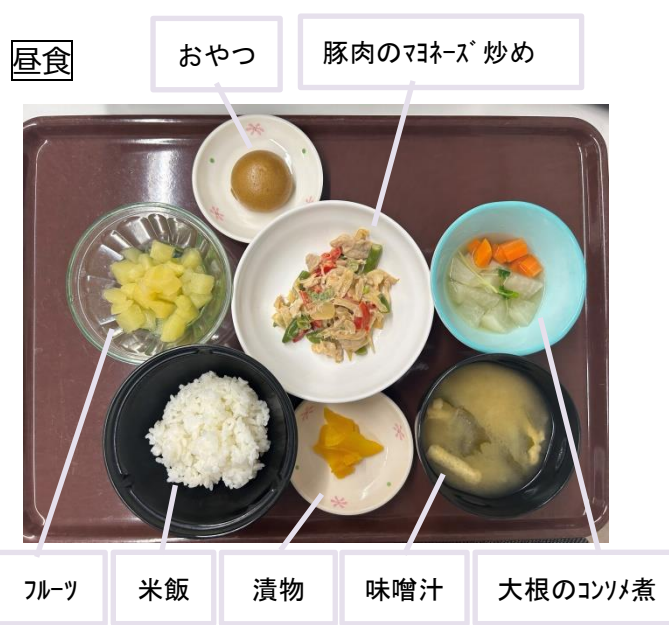 昼食
おやつ
豚肉のﾏﾖﾈｰｽﾞ炒め
ﾌﾙｰﾂ
米飯
漬物
味噌汁
大根のｺﾝｿﾒ煮